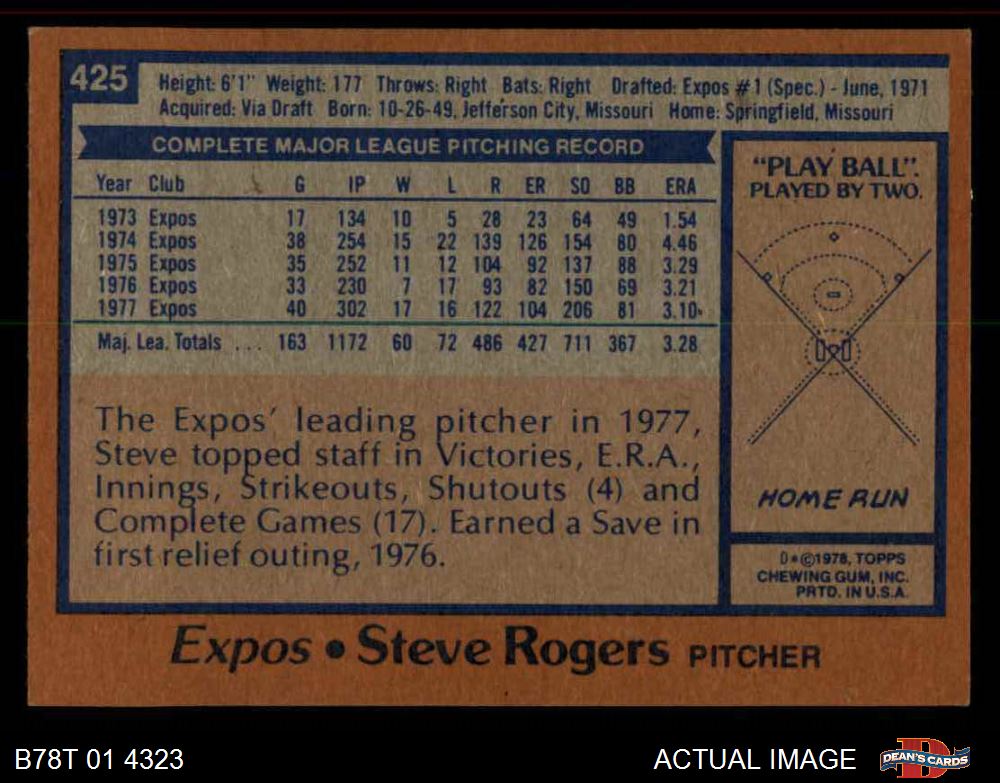 425
Height: 6'1" Weight: 177 Throws: Right Bats: Right Drafted: Expos #1 (Spec.) - June, 1971
Acquired: Via Draft Born: 10-26-49, Jefferson City, Missouri Home: Springfield, Missouri
COMPLETE MAJOR LEAGUE PITCHING RECORD
Year Club G IP W L R ER SO BB ERA
1973 Expos 17 134 10 5 28 23 64 49 1.54
1974 Expos 38 254 15 22 139 126 154 80 4.46
1975 Expos 35 252 11 12 104 92 137 88 3.29
1976 Expos 33 230 7 17 93 82 150 69 3.21
1977 Expos 40 302 17 16 122 104 206 81 3.10
Maj. Lea. Totals ... 163 1172 60 72 486 427 711 367 3.28
The Expos' leading pitcher in 1977,
Steve topped staff in Victories, E.R.A.,
Innings, Strikeouts, Shutouts (4) and
Complete Games (17). Earned a Save in
first relief outing, 1976.
"PLAY BALL".
PLAYED BY TWO.
HOME RUN
D*©1978, TOPPS
CHEWING GUM, INC.
PRTD. IN U.S.A.
Expos • Steve Rogers PITCHER
B78T 01 4323
ACTUAL IMAGE
DEAN'S CARDS